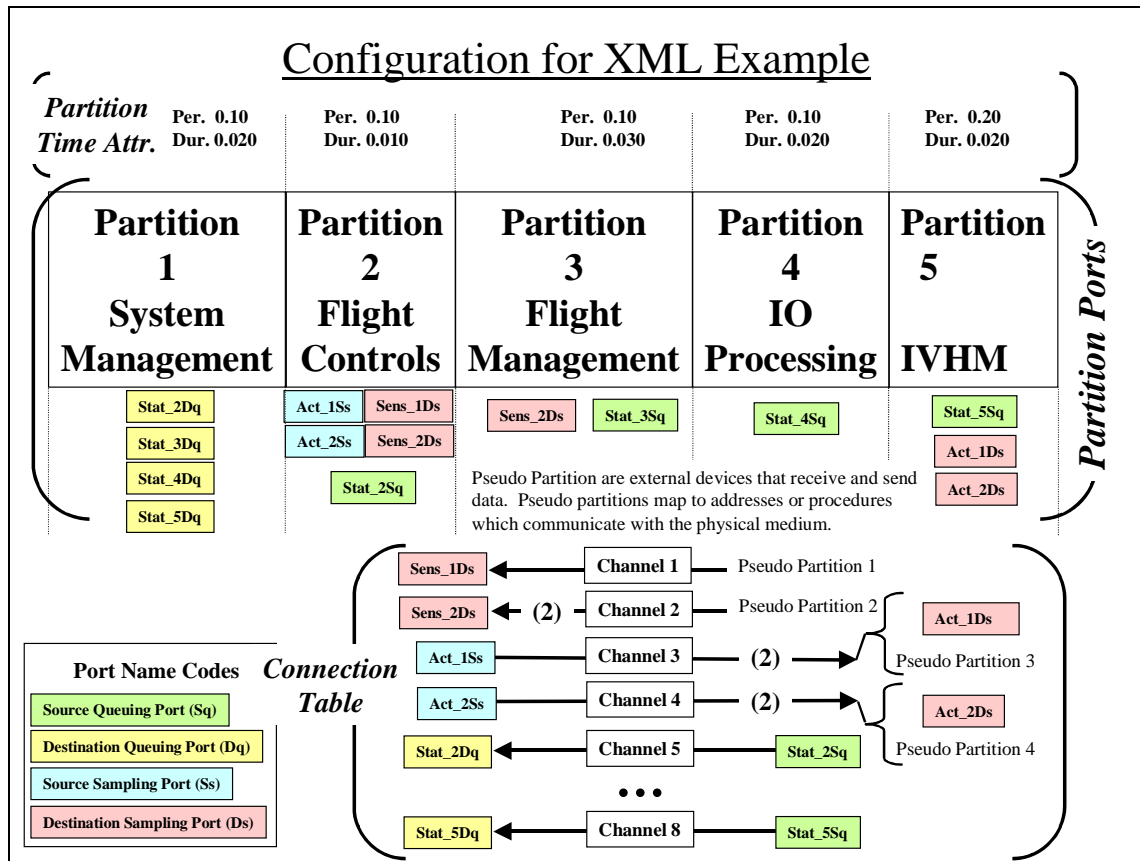 Configuration for XML Example
Partition
Time Attr.
Per. 0.10
Dur. 0.020
Per. 0.10
Dur. 0.010
Per. 0.10
Dur. 0.030
Per. 0.10
Dur. 0.020
Per. 0.20
Dur. 0.020
Partition
1
System
Management
Partition
2
Flight
Controls
Partition
3
Flight
Management
Partition
4
IO
Processing
Partition
5
IVHM
Partition Ports
Stat_2Dq
Stat_3Dq
Stat_4Dq
Stat_5Dq
Act_1Ss
Sens_1Ds
Act_2Ss
Sens_2Ds
Stat_2Sq
Sens_2Ds
Stat_3Sq
Stat_4Sq
Stat_5Sq
Act_1Ds
Act_2Ds
Pseudo Partition are external devices that receive and send
data. Pseudo partitions map to addresses or procedures
which communicate with the physical medium.
Connection
Table
Sens_1Ds
Channel 1
Pseudo Partition 1
Sens_2Ds
(2)
Channel 2
Pseudo Partition 2
Act_1Ss
Channel 3
(2)
Act_1Ds
Pseudo Partition 3
Act_2Ss
Channel 4
(2)
Act_2Ds
Pseudo Partition 4
Stat_2Dq
Channel 5
Stat_2Sq
• • •
Stat_5Dq
Channel 8
Stat_5Sq
Port Name Codes
Source Queuing Port (Sq)
Destination Queuing Port (Dq)
Source Sampling Port (Ss)
Destination Sampling Port (Ds)